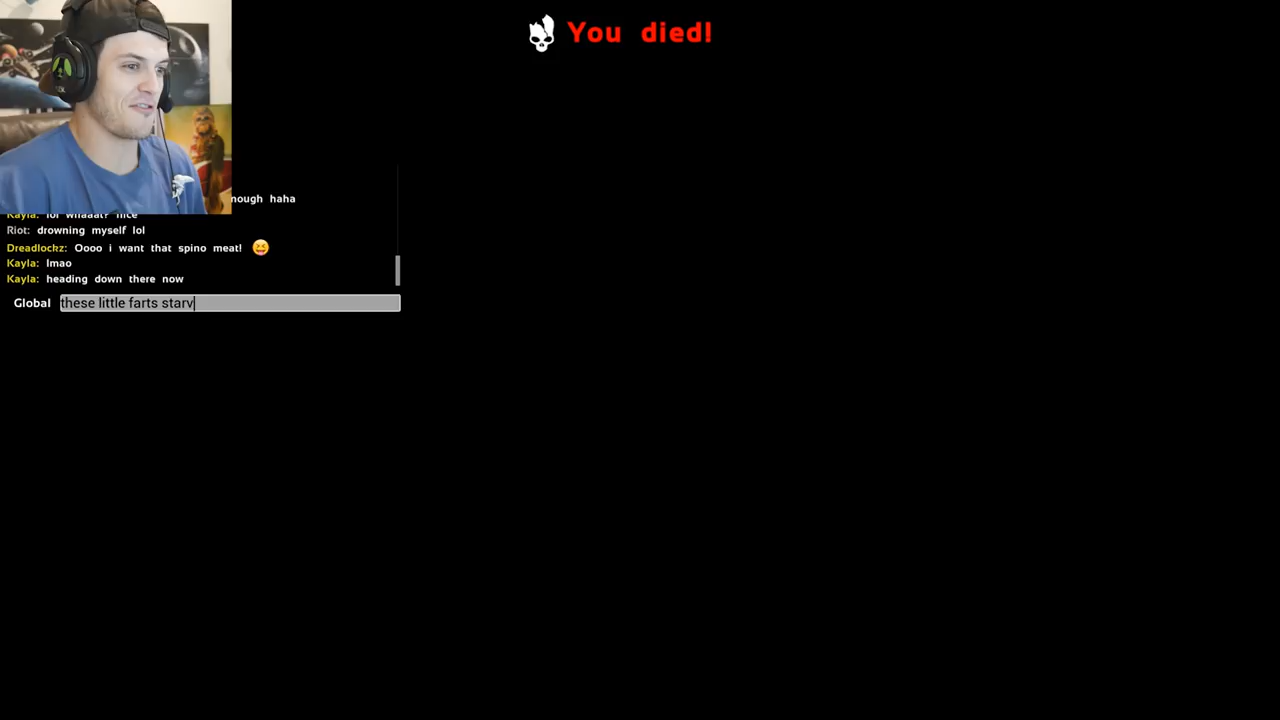 You died!
nough haha
Kayla: lol whaaat? nice
Riot: drowning myself lol
Dreadlockz: Oooo i want that spino meat! 😆
Kayla: lmao
Kayla: heading down there now
Global these little farts starv